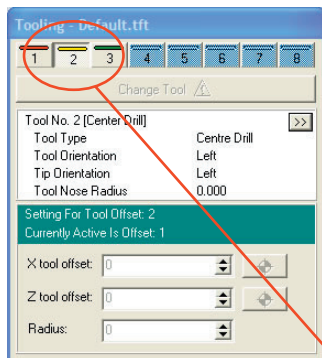 Tooling - Default.tft
1 2 3 4 5 6 7 8
Change Tool
Tool No. 2 [Center Drill] >>
Tool Type Centre Drill
Tool Orientation Left
Tip Orientation Left
Tool Nose Radius 0.000
Setting For Tool Offset: 2
Currently Active Is Offset: 1
X tool offset: 0
Z tool offset: 0
Radius: 0